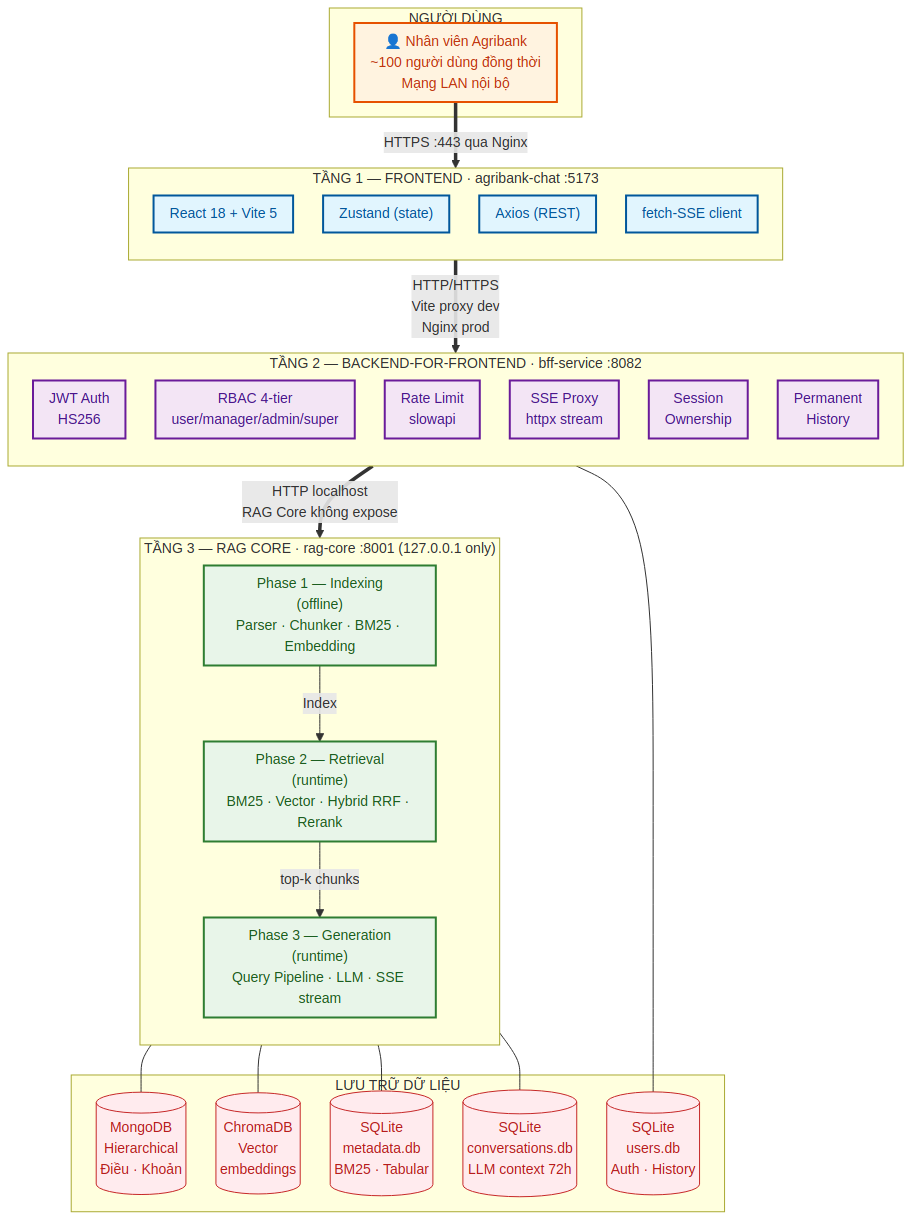 NGƯỜI DÙNG
👤 Nhân viên Agribank
~100 người dùng đồng thời
Mạng LAN nội bộ
HTTPS :443 qua Nginx
TẦNG 1 — FRONTEND · agribank-chat :5173
React 18 + Vite 5
Zustand (state)
Axios (REST)
fetch-SSE client
HTTP/HTTPS
Vite proxy dev
Nginx prod
TẦNG 2 — BACKEND-FOR-FRONTEND · bff-service :8082
JWT Auth
HS256
RBAC 4-tier
user/manager/admin/super
Rate Limit
slowapi
SSE Proxy
httpx stream
Session
Ownership
Permanent
History
HTTP localhost
RAG Core không expose
TẦNG 3 — RAG CORE · rag-core :8001 (127.0.0.1 only)
Phase 1 — Indexing
(offline)
Parser · Chunker · BM25 ·
Embedding
Index
Phase 2 — Retrieval
(runtime)
BM25 · Vector · Hybrid RRF ·
Rerank
top-k chunks
Phase 3 — Generation
(runtime)
Query Pipeline · LLM · SSE
stream
LƯU TRỮ DỮ LIỆU
MongoDB
Hierarchical
Điều · Khoản
ChromaDB
Vector
embeddings
SQLite
metadata.db
BM25 · Tabular
SQLite
conversations.db
LLM context 72h
SQLite
users.db
Auth · History